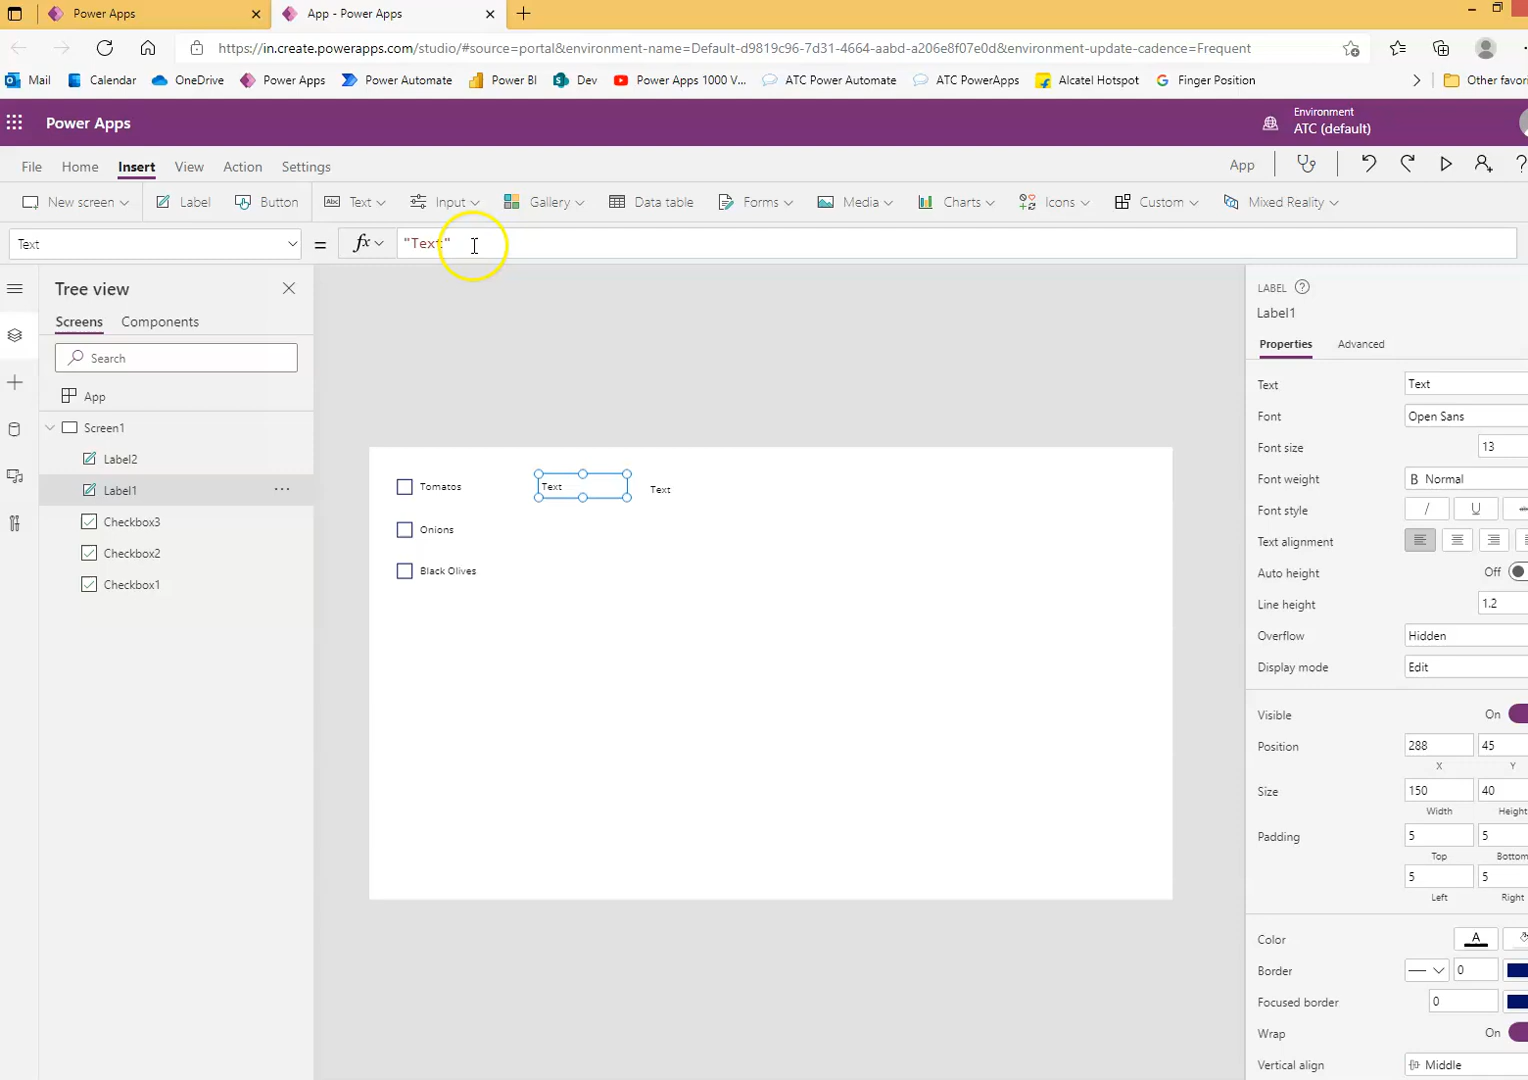 Power Apps
App - Power Apps
https://in.create.powerapps.com/studio/#source=portal&environment-name=Default-d9819c96-7d31-4664-aabd-a206e8f07e0d&environment-update-cadence=Frequent
Mail Calendar OneDrive Power Apps Power Automate Power BI Dev Power Apps 1000 V... ATC Power Automate ATC PowerApps Alcatel Hotspot Finger Position Other favori
Power Apps
Environment
ATC (default)
File Home Insert View Action Settings App
New screen Label Button Text Input Gallery Data table Forms Media Charts Icons Custom Mixed Reality
Text = fx "Text"
Tree view
Screens Components
Search
App
Screen1
Label2
Label1
Checkbox3
Checkbox2
Checkbox1
Tomatos Text Text
Onions
Black Olives
LABEL
Label1
Properties Advanced
Text Text
Font Open Sans
Font size 13
Font weight B Normal
Font style / U
Text alignment
Auto height Off
Line height 1.2
Overflow Hidden
Display mode Edit
Visible On
Position 288 45
X Y
Size 150 40
Width Height
Padding 5 5
Top Bottom
5 5
Left Right
Color A
Border 0
Focused border 0
Wrap On
Vertical align Middle